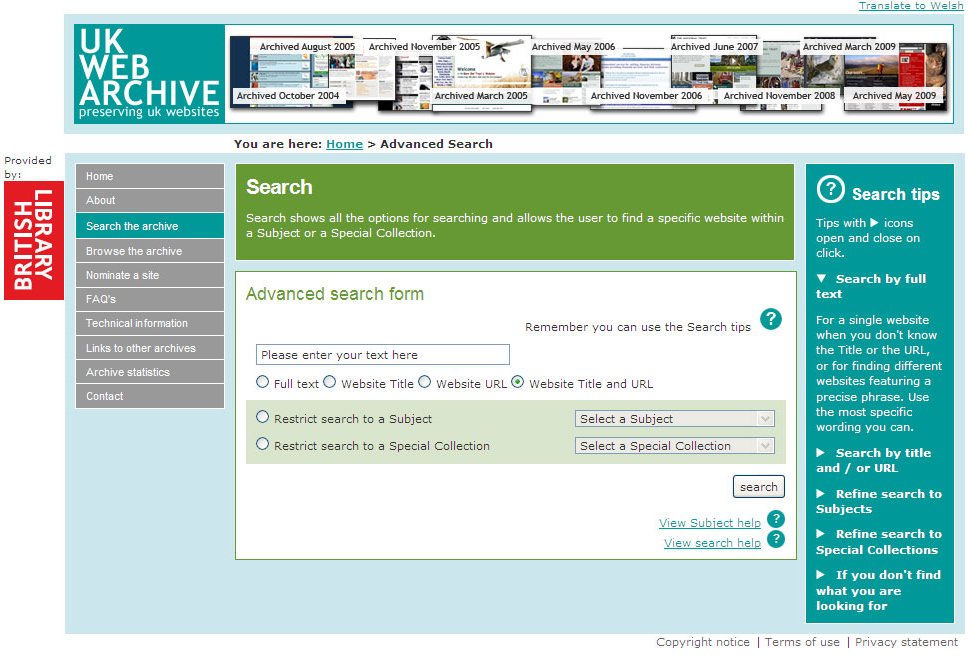 Translate to Welsh
UK
WEB
ARCHIVE
preserving uk websites
Archived August 2005
Archived November 2005
Archived May 2006
Archived June 2007
Archived March 2009
Archived October 2004
Archived March 2005
Archived November 2006
Archived November 2008
Archived May 2009
You are here: Home > Advanced Search
Provided
by:
BRITISH
LIBRARY
Home
About
Search the archive
Browse the archive
Nominate a site
FAQ's
Technical information
Links to other archives
Archive statistics
Contact
Search
Search shows all the options for searching and allows the user to find a specific website within
a Subject or a Special Collection.
Advanced search form
Remember you can use the Search tips ?
Please enter your text here
Full text Website Title Website URL Website Title and URL
Restrict search to a Subject Select a Subject
Restrict search to a Special Collection Select a Special Collection
search
View Subject help ?
View search help ?
? Search tips
Tips with ▶ icons
open and close on
click.
▼ Search by full
text
For a single website
when you don't know
the Title or the URL,
or for finding different
websites featuring a
precise phrase. Use
the most specific
wording you can.
▶ Search by title
and / or URL
▶ Refine search to
Subjects
▶ Refine search to
Special Collections
▶ If you don't find
what you are
looking for
Copyright notice | Terms of use | Privacy statement